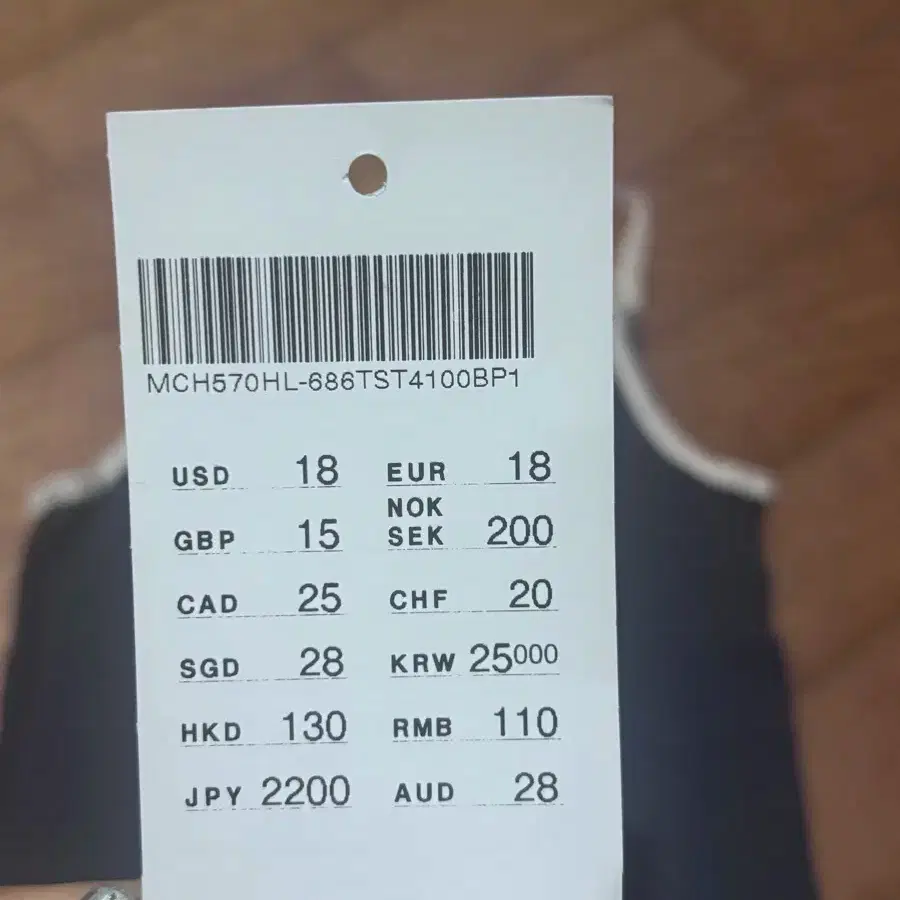 MCH570HL-686TST4100BP1
USD 18 EUR 18
NOK
GBP 15 SEK 200
CAD 25 CHF 20
SGD 28 KRW 25000
HKD 130 RMB 110
JPY 2200 AUD 28